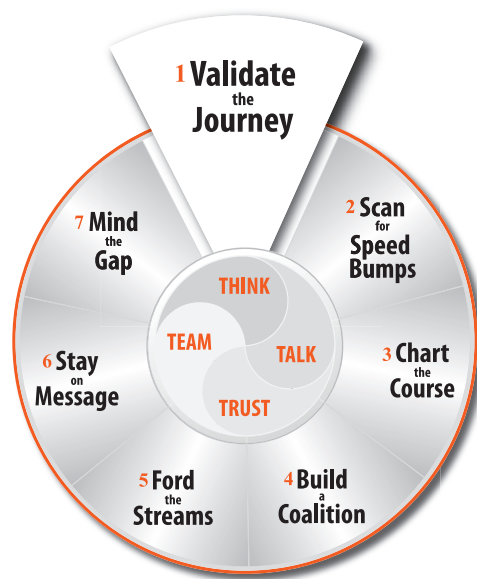 1 Validate
the
Journey
2 Scan
for
Speed
Bumps
3 Chart
the
Course
4 Build
a
Coalition
5 Ford
the
Streams
6 Stay
on
Message
7 Mind
the
Gap
THINK
TEAM
TALK
TRUST